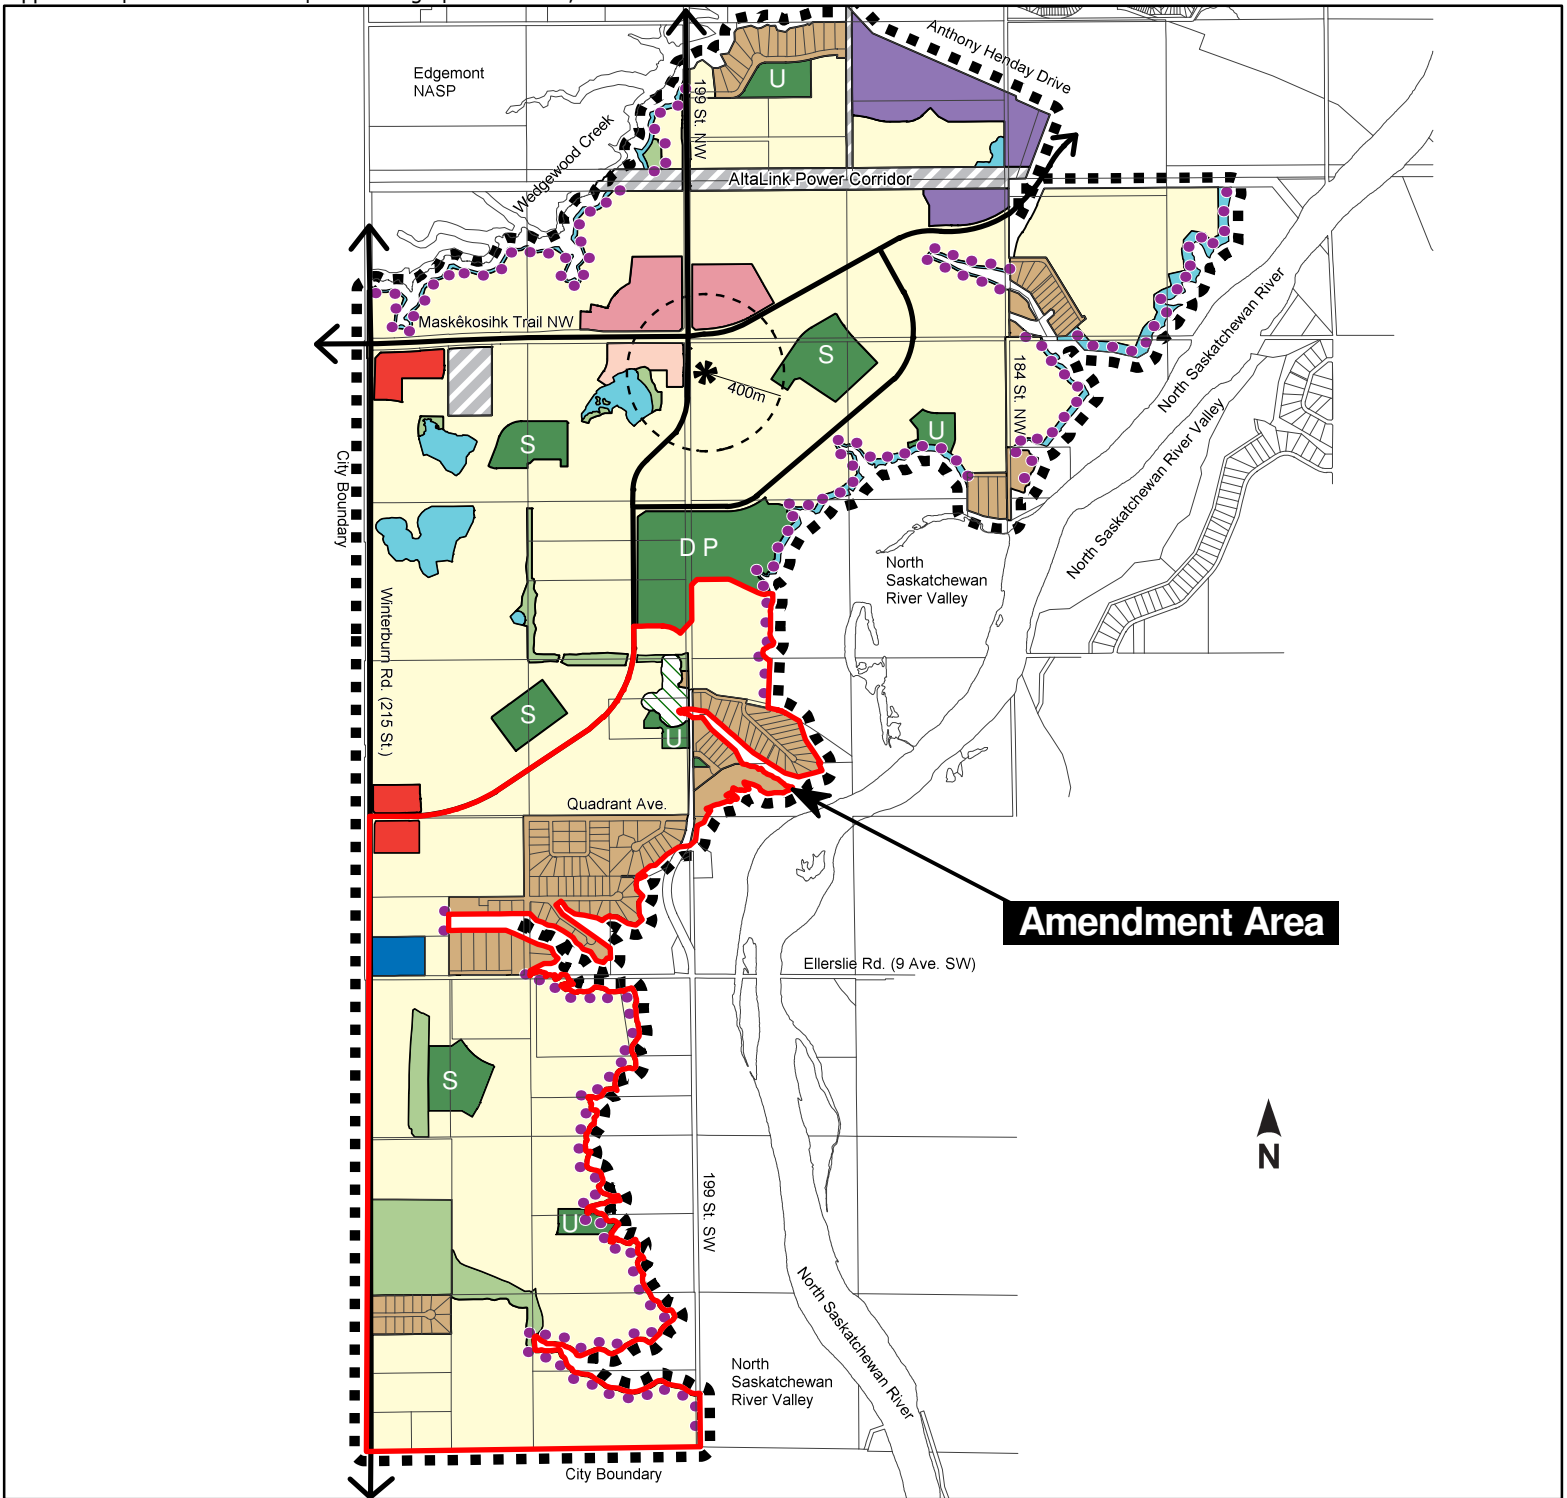 Edgemont
NASP
Anthony Henday Drive
U
199 St. NW
Wedgewood Creek
AltaLink Power Corridor
Maskêkosihk Trail NW
North Saskatchewan River
S
400m
184 St. NW
U
S
City Boundary
North Saskatchewan River Valley
D P
North
Saskatchewan
River Valley
Winterburn Rd. (215 St.)
S
U
Quadrant Ave.
Amendment Area
Ellerslie Rd. (9 Ave. SW)
S
N
199 St. SW
U
North Saskatchewan River
North
Saskatchewan
River Valley
City Boundary